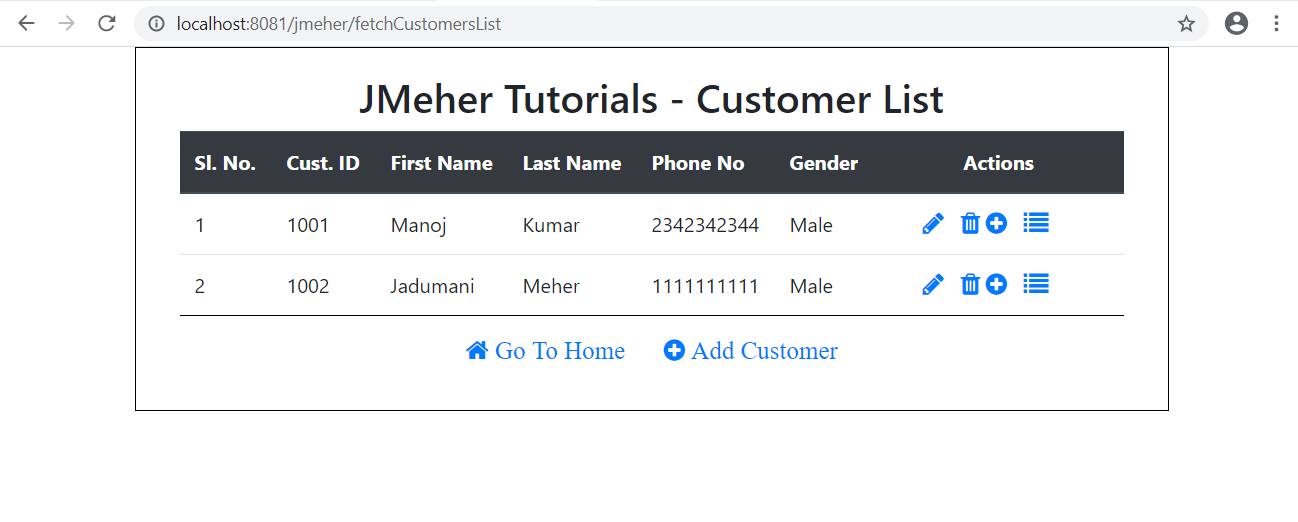 localhost:8081/jmeher/fetchCustomersList
JMeher Tutorials - Customer List
Sl. No. Cust. ID First Name Last Name Phone No Gender Actions
1 1001 Manoj Kumar 2342342344 Male
2 1002 Jadumani Meher 1111111111 Male
Go To Home Add Customer